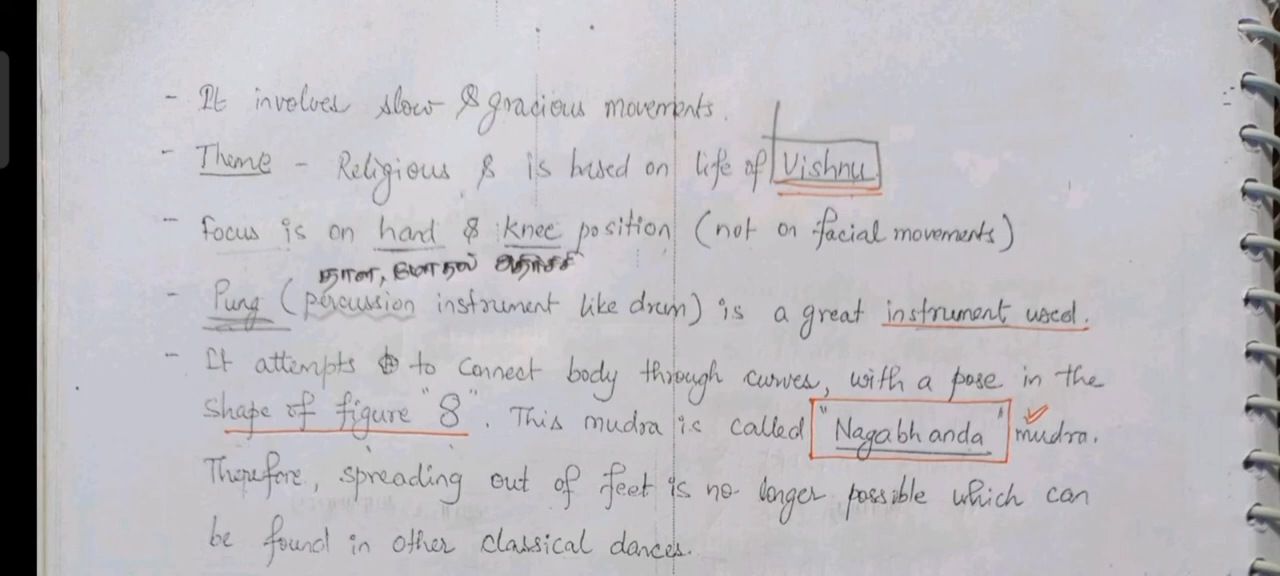 - It involves slow & gracious movements.
- Theme - Religious & is based on life of Vishnu
- Focus is on hand & knee position (not on facial movements)
தாள, மோதல் அதிர்ச்சி
- Pung (percussion instrument like drum) is a great instrument used.
- It attempts to connect body through curves, with a pose in the
shape of figure "8". This mudra is called "Nagabhanda" mudra.
Therefore, spreading out of feet is no longer possible which can
be found in other classical dances.